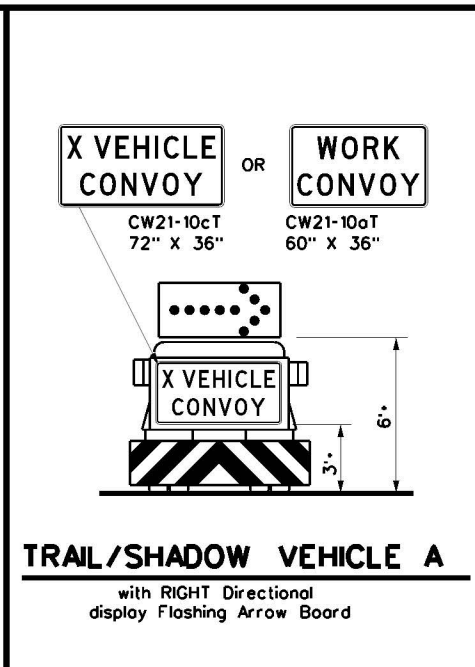 X VEHICLE
CONVOY
OR
WORK
CONVOY
CW21-10cT
72" X 36"
CW21-10aT
60" X 36"
X VEHICLE
CONVOY
6'+
3'+
TRAIL/SHADOW VEHICLE A
with RIGHT Directional
display Flashing Arrow Board